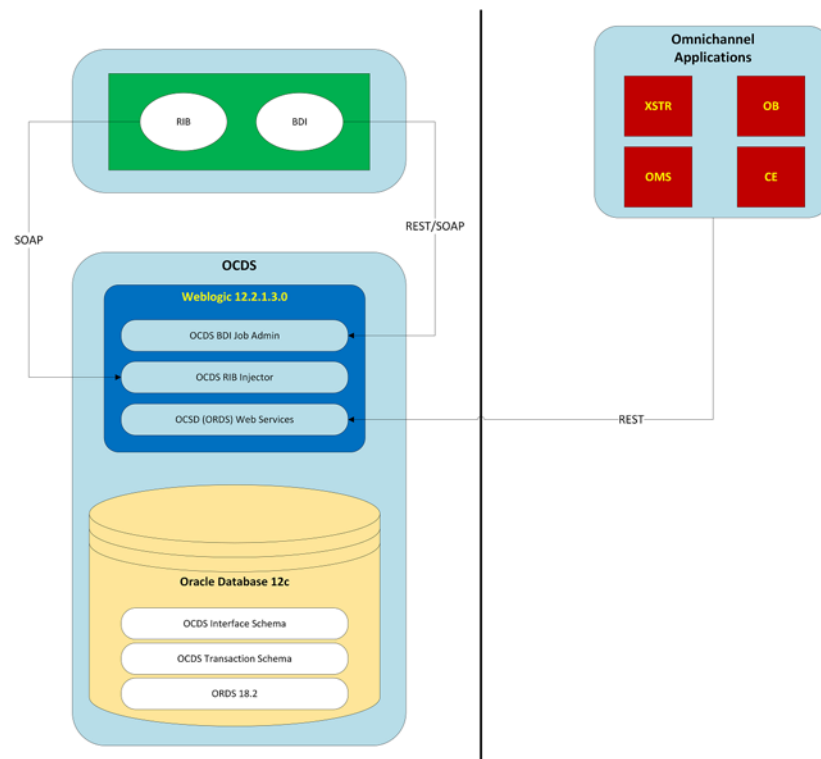 Omnichannel
Applications
XSTR
OB
OMS
CE
RIB
BDI
SOAP
REST/SOAP
OCDS
Weblogic 12.2.1.3.0
OCDS BDI Job Admin
OCDS RIB Injector
OCSD (ORDS) Web Services
REST
Oracle Database 12c
OCDS Interface Schema
OCDS Transaction Schema
ORDS 18.2